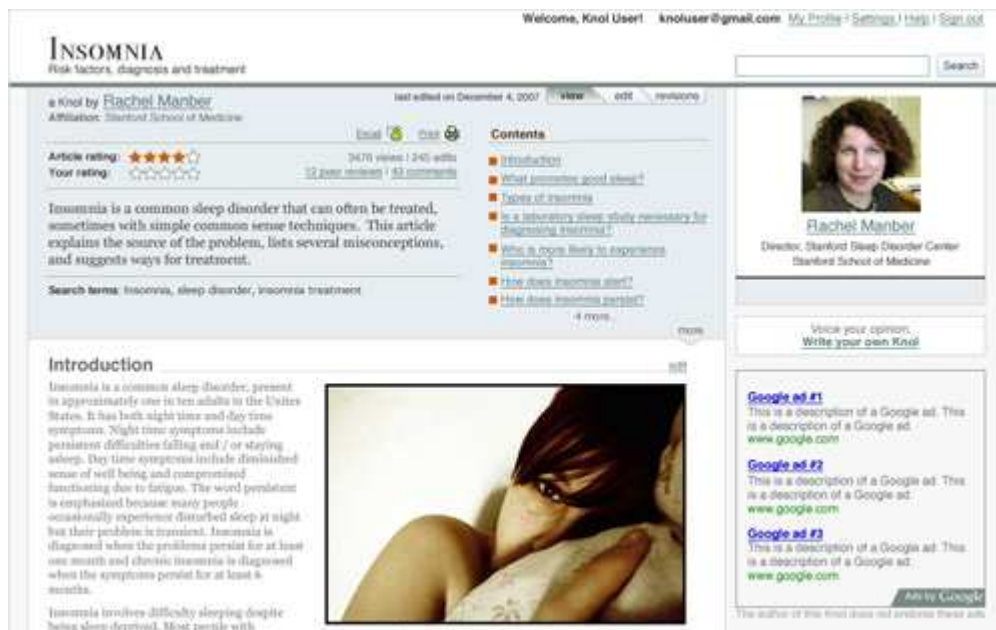 Welcome, Knol User! knoluser@gmail.com My Profile | Settings | Help | Sign out
INSOMNIA
Risk factors, diagnosis and treatment
Search
a Knol by Rachel Manber
Affiliation: Stanford School of Medicine
last edited on December 4, 2007 view edit revisions
Email Print
Article rating:
3476 views | 245 edits
Your rating:
12 peer reviews | 43 comments
Insomnia is a common sleep disorder that can often be treated,
sometimes with simple common sense techniques. This article
explains the source of the problem, lists several misconceptions,
and suggests ways for treatment.
Search terms: Insomnia, sleep disorder, insomnia treatment
Contents
Introduction
What promotes good sleep?
Types of insomnia
Is a laboratory sleep study necessary for
diagnosing insomnia?
Who is more likely to experience
insomnia?
How does insomnia start?
How does insomnia persist?
4 more
more
Rachel Manber
Director, Stanford Sleep Disorder Center
Stanford School of Medicine
Voice your opinion.
Write your own Knol
Introduction
edit
Insomnia is a common sleep disorder, present
in approximately one in ten adults in the Unites
States. It has both night time and day time
symptoms. Night time symptoms include
persistent difficulties falling and / or staying
asleep. Day time symptoms include diminished
sense of well being and compromised
functioning due to fatigue. The word persistent
is emphasized because many people
occasionally experience disturbed sleep at night
but their problem is transient. Insomnia is
diagnosed when the problems persist for at least
one month and chronic insomnia is diagnosed
when the symptoms persist for at least 6
months.
Insomnia involves difficulty sleeping despite
being sleep deprived. Most people with
Google ad #1
This is a description of a Google ad. This
is a description of a Google ad.
www.google.com
Google ad #2
This is a description of a Google ad. This
is a description of a Google ad.
www.google.com
Google ad #3
This is a description of a Google ad. This
is a description of a Google ad.
www.google.com
Ads by Google
The author of this Knol does not endorse these ads